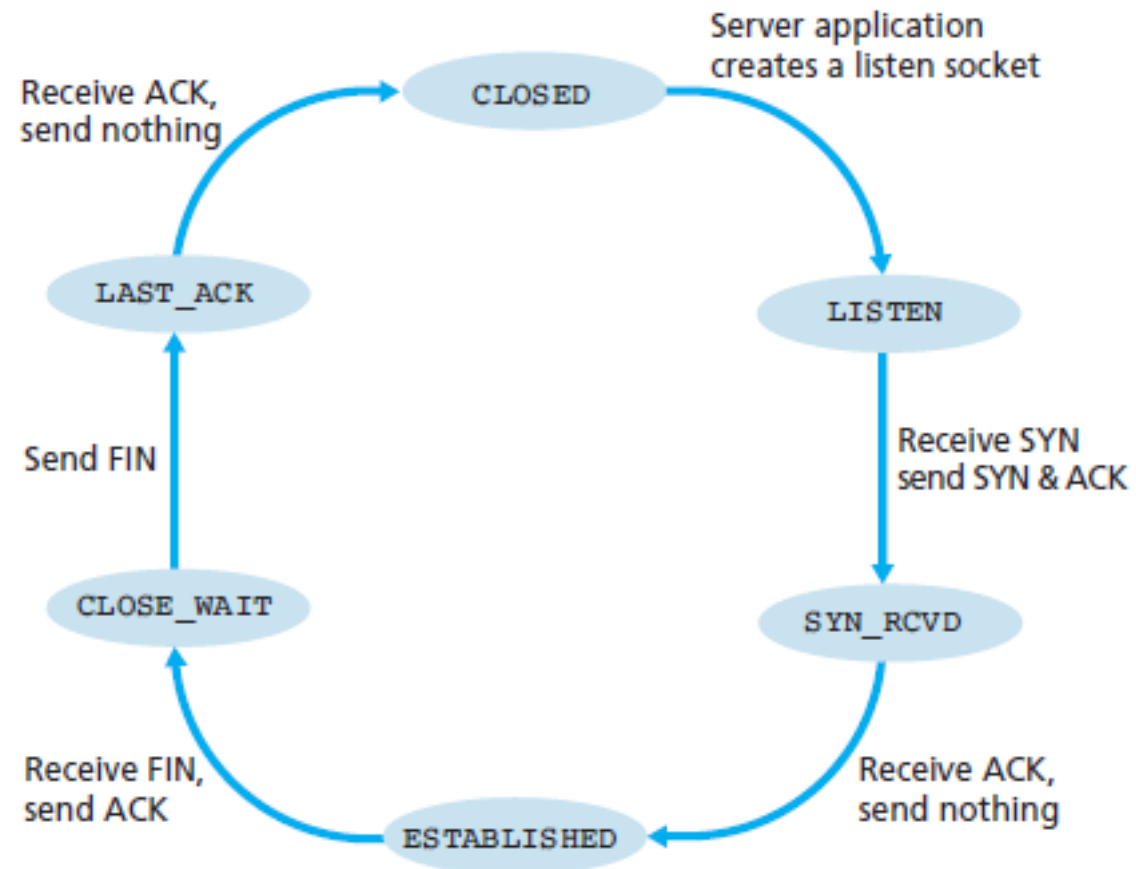 Server application
creates a listen socket
Receive ACK,
send nothing
CLOSED
LAST_ACK
LISTEN
Receive SYN
send SYN & ACK
Send FIN
CLOSE_WAIT
SYN_RCVD
Receive FIN,
send ACK
Receive ACK,
send nothing
ESTABLISHED